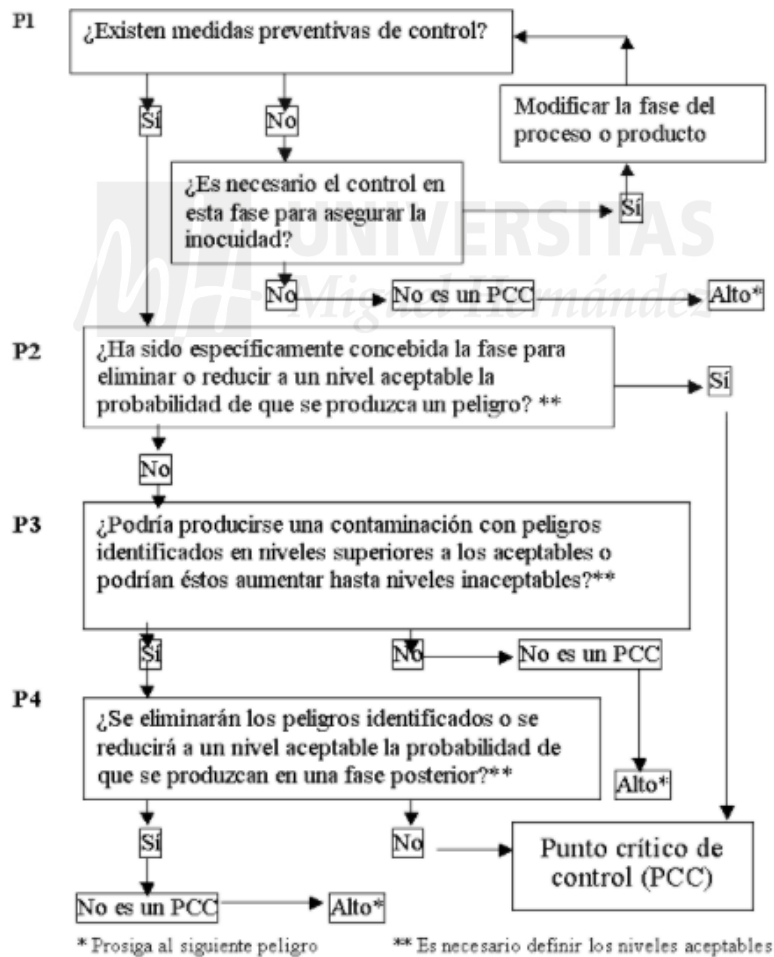 P1
¿Existen medidas preventivas de control?
Modificar la fase del
proceso o producto
Sí
No
¿Es necesario el control en
esta fase para asegurar la
inocuidad?
Sí
UNIVERSITAS
Miguel Hernández
No
No es un PCC
Alto*
P2
¿Ha sido específicamente concebida la fase para
eliminar o reducir a un nivel aceptable la
probabilidad de que se produzca un peligro? **
Sí
No
P3
¿Podría producirse una contaminación con peligros
identificados en niveles superiores a los aceptables o
podrían éstos aumentar hasta niveles inaceptables?**
Sí
No
No es un PCC
P4
¿Se eliminarán los peligros identificados o se
reducirá a un nivel aceptable la probabilidad de
que se produzcan en una fase posterior?**
Alto*
Sí
No
Punto crítico de
control (PCC)
No es un PCC
Alto*
* Prosiga al siguiente peligro
** Es necesario definir los niveles aceptables